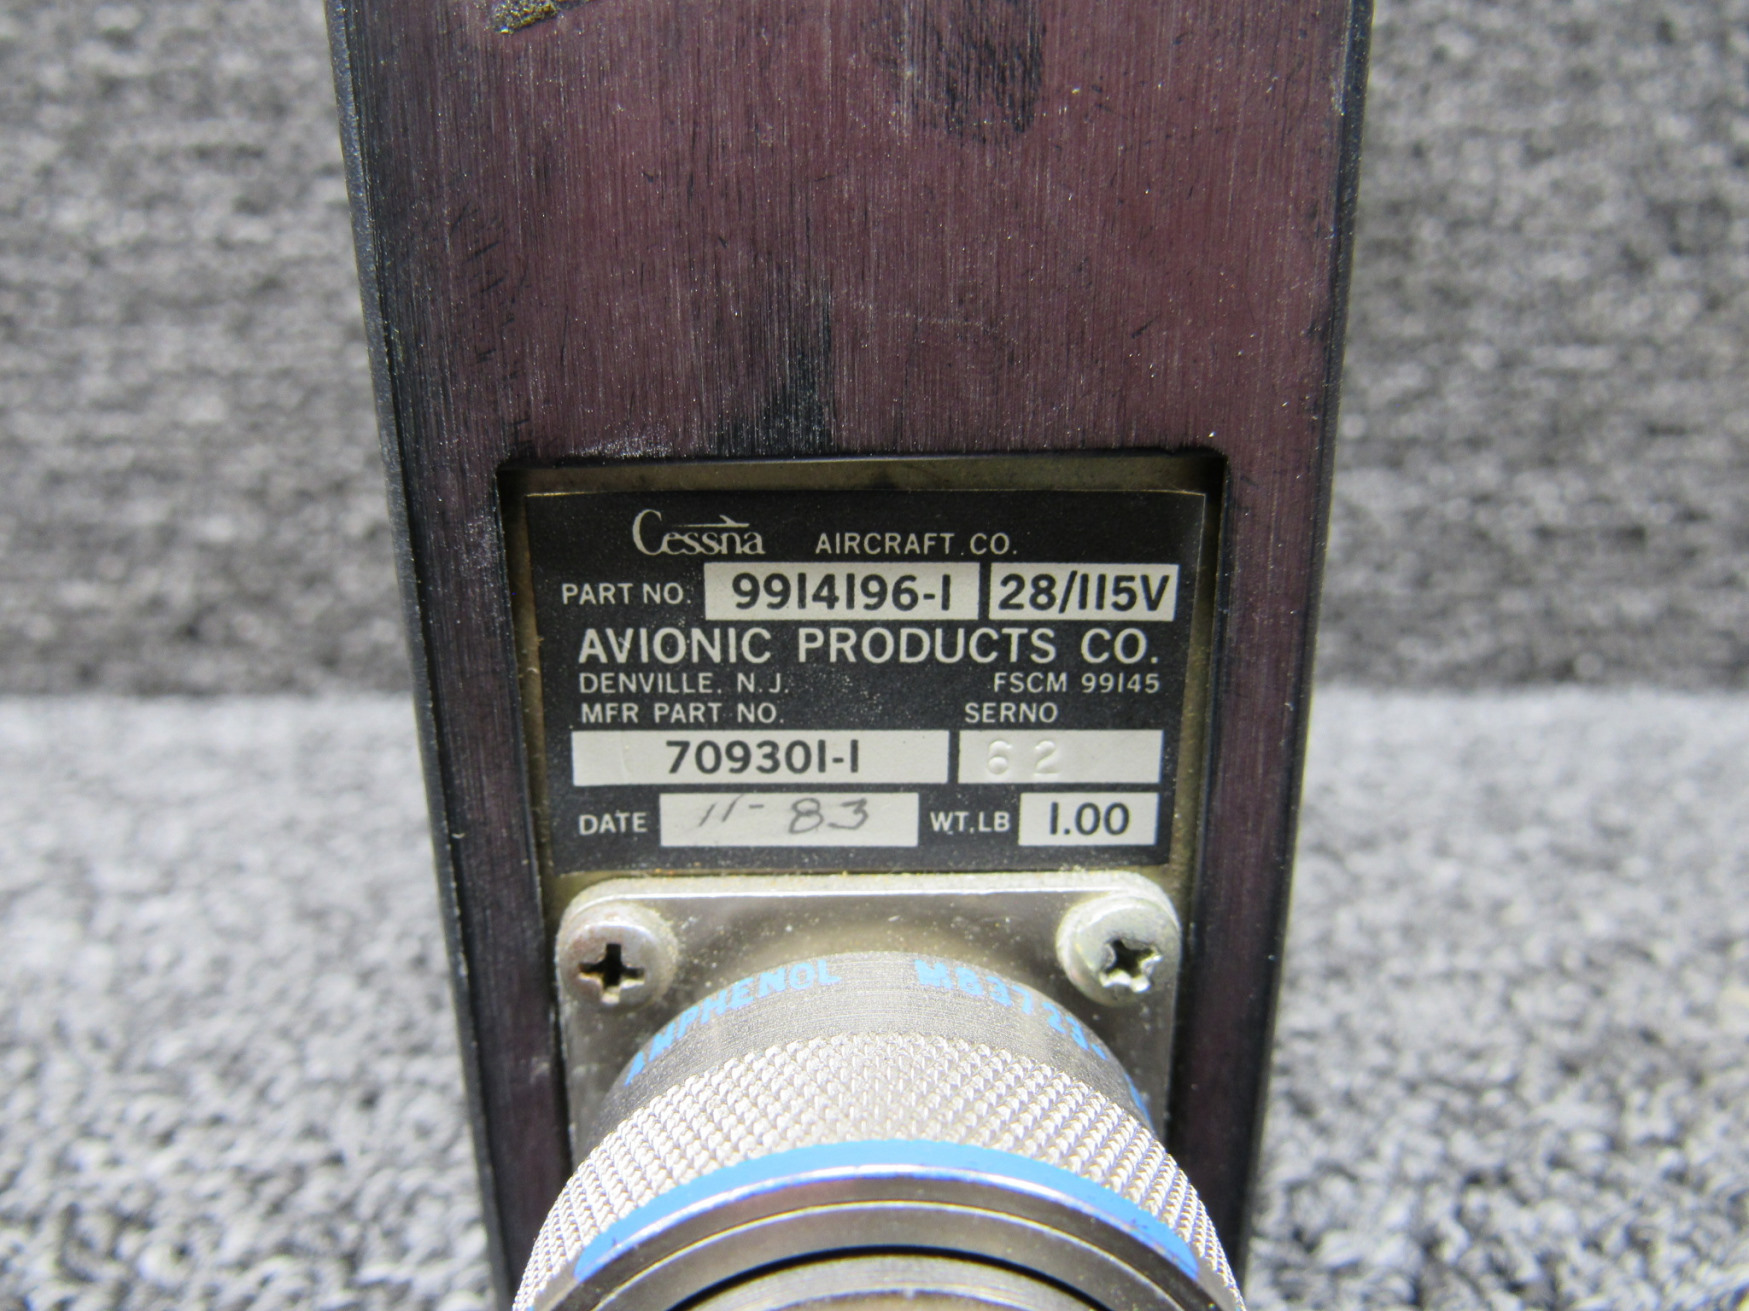 Cessna AIRCRAFT CO.
PART NO. 9914196-1 28/115V
AVIONIC PRODUCTS CO.
DENVILLE, N.J. FSCM 99145
MFR PART NO. SERNO
709301-1 62
DATE 11-83 WT.LB 1.00
AMPHENOL